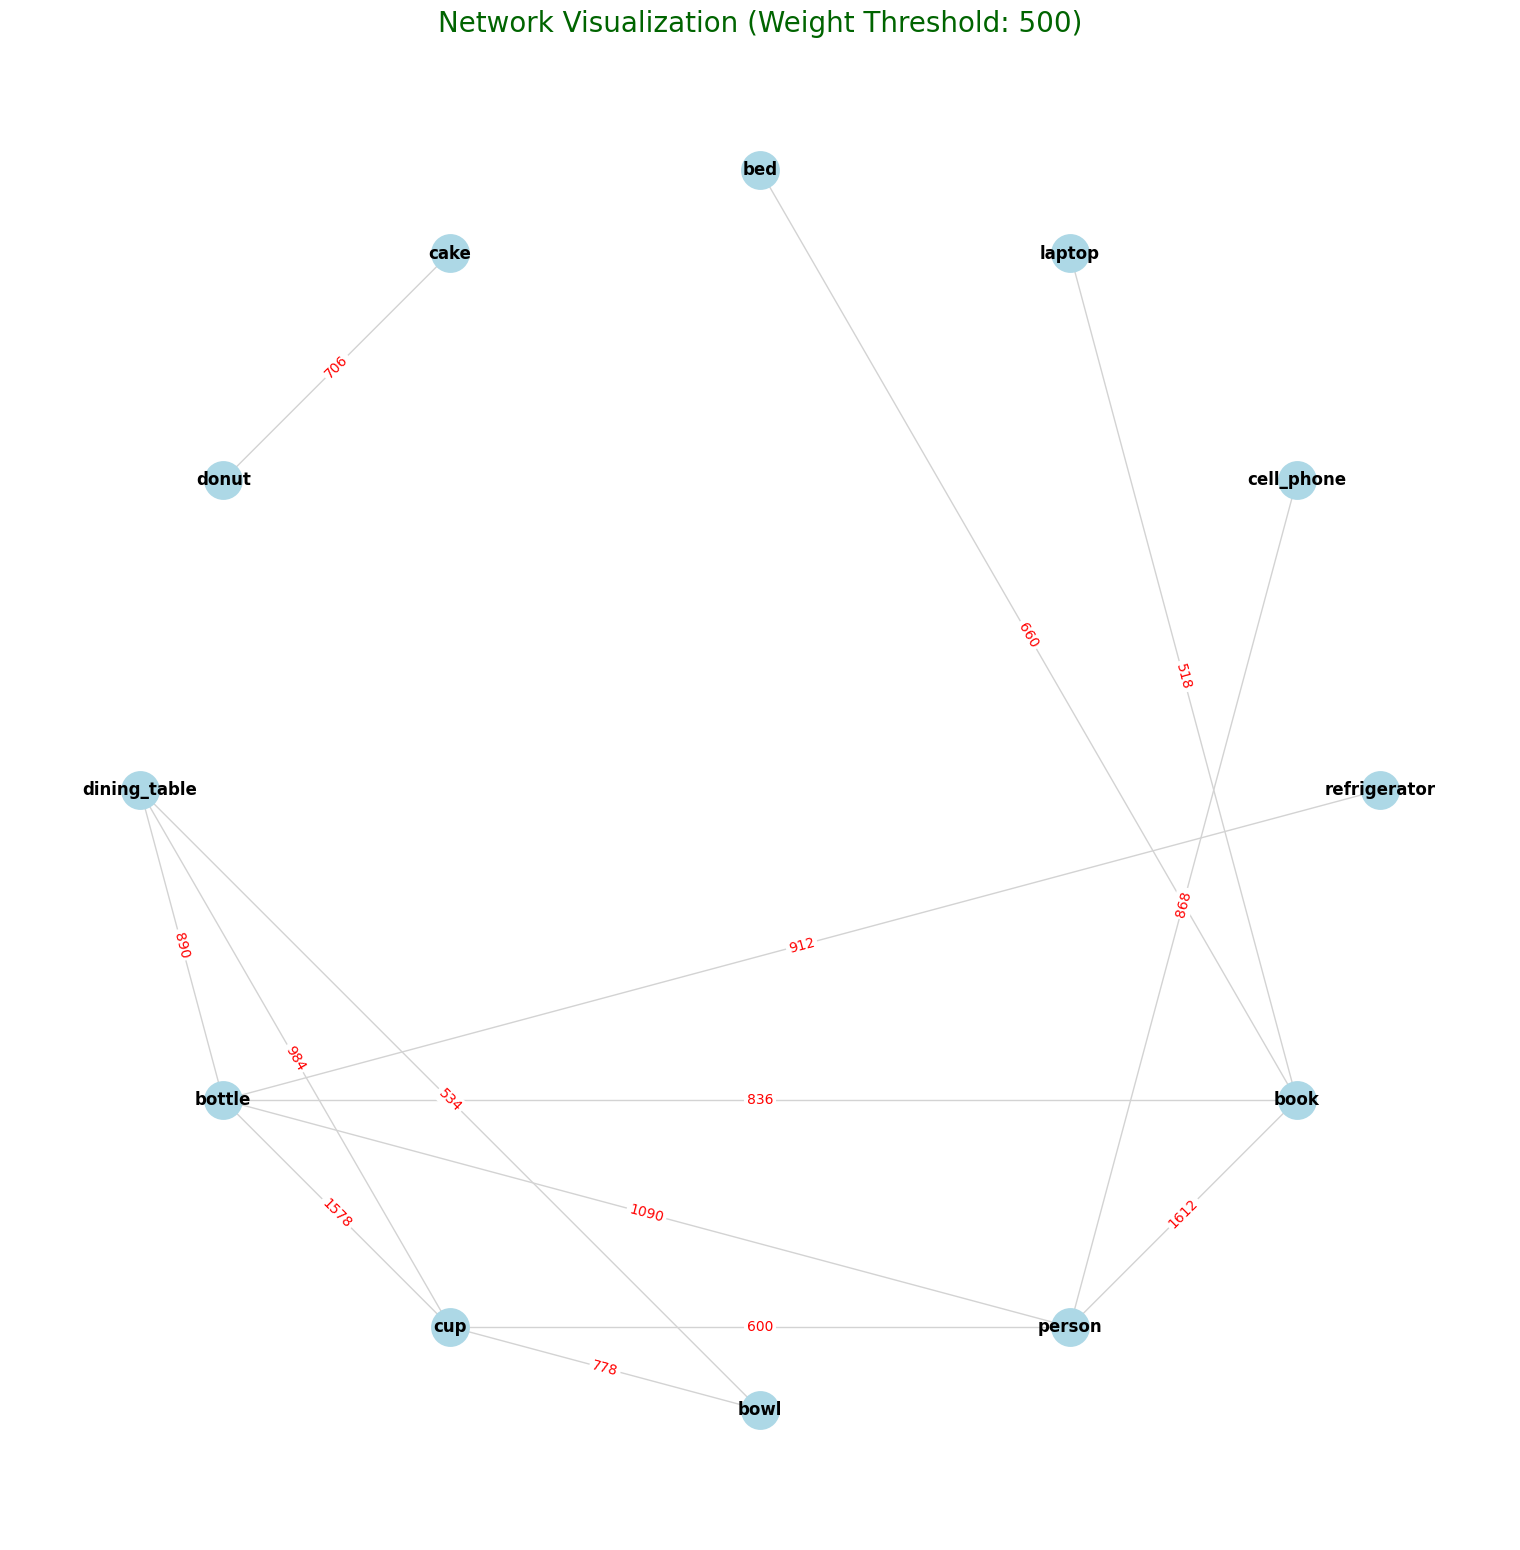 Network Visualization (Weight Threshold: 500)
bed
cake
laptop
706
donut
cell_phone
660
518
dining_table
refrigerator
868
890
912
984
534
bottle
836
book
1578
1090
1612
cup
600
person
778
bowl